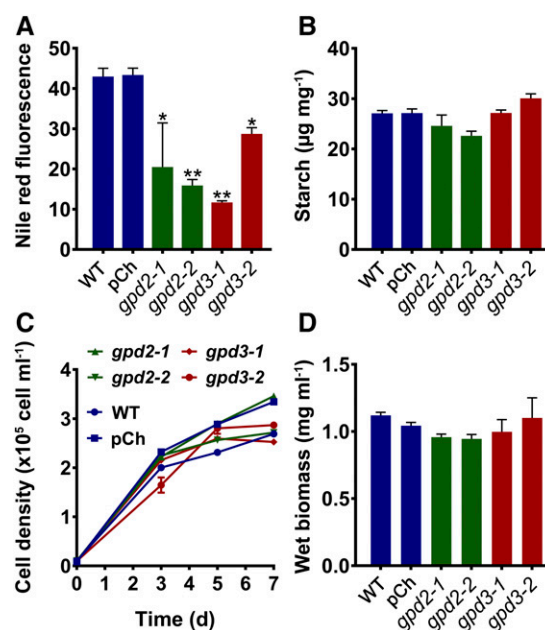 A
Nile red fluorescence
50
40
30
20
10
0
*
**
**
*
WT
pCh
gpd2-1
gpd2-2
gpd3-1
gpd3-2
B
Starch (µg mg⁻¹)
40
30
20
10
0
WT
pCh
gpd2-1
gpd2-2
gpd3-1
gpd3-2
C
Cell density (x10⁵ cell ml⁻¹)
4
3
2
1
0
gpd2-1
gpd3-1
gpd2-2
gpd3-2
WT
pCh
0 1 2 3 4 5 6 7
Time (d)
D
Wet biomass (mg ml⁻¹)
1.5
1.0
0.5
0.0
WT
pCh
gpd2-1
gpd2-2
gpd3-1
gpd3-2